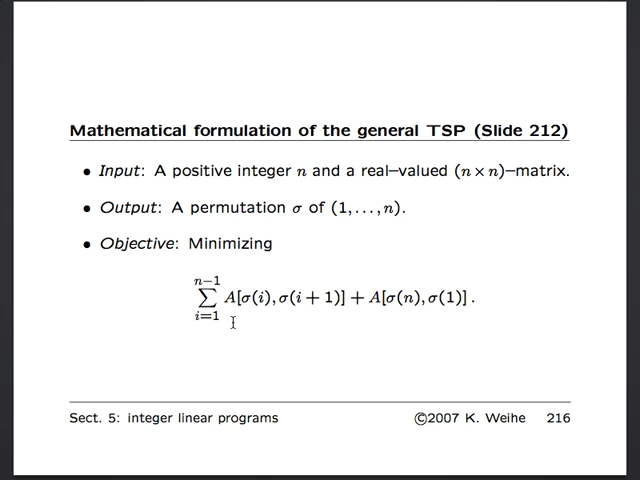 Mathematical formulation of the general TSP (Slide 212)
• Input: A positive integer n and a real–valued (n × n)–matrix.
• Output: A permutation σ of (1,...,n).
• Objective: Minimizing
n−1
∑ A[σ(i), σ(i + 1)] + A[σ(n), σ(1)] .
i=1
Sect. 5: integer linear programs ©2007 K. Weihe 216